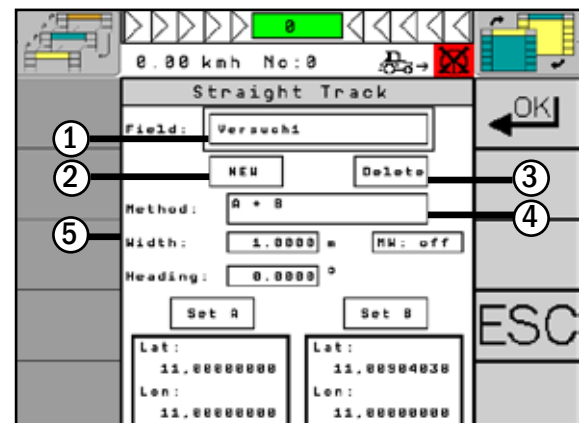 0
0.00 kmh No:0
Straight Track
OK
1
Field: Versuch1
2 NEW Delete 3
Method: A + B 4
5 Width: 1.0000 m MW: off
Heading: 0.0000 °
ESC
Set A Set B
Lat: Lat:
11,00000000 11,00904038
Lon: Lon:
11,00000000 11,00000000